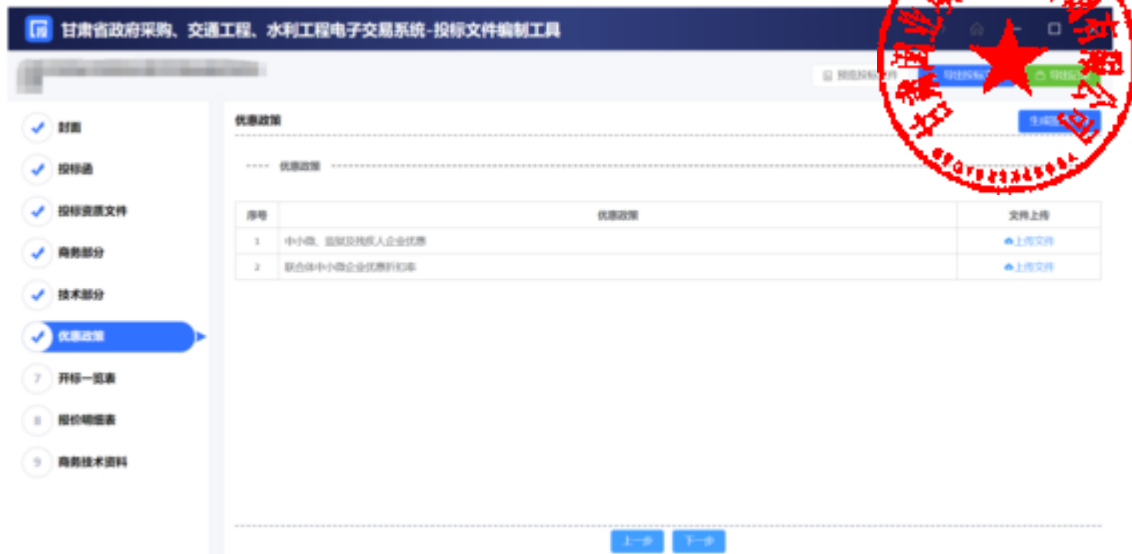 甘肃省政府采购、交通工程、水利工程电子交易系统-投标文件编制工具
封面
投标函
投标资质文件
商务部分
技术部分
优惠政策
7 开标一览表
8 报价明细表
9 商务技术资料
优惠政策
优惠政策
序号 优惠政策 文件上传
1 中小微、监狱及残疾人企业优惠 上传文件
2 联合体中小微企业优惠折扣率 上传文件
上一步 下一步